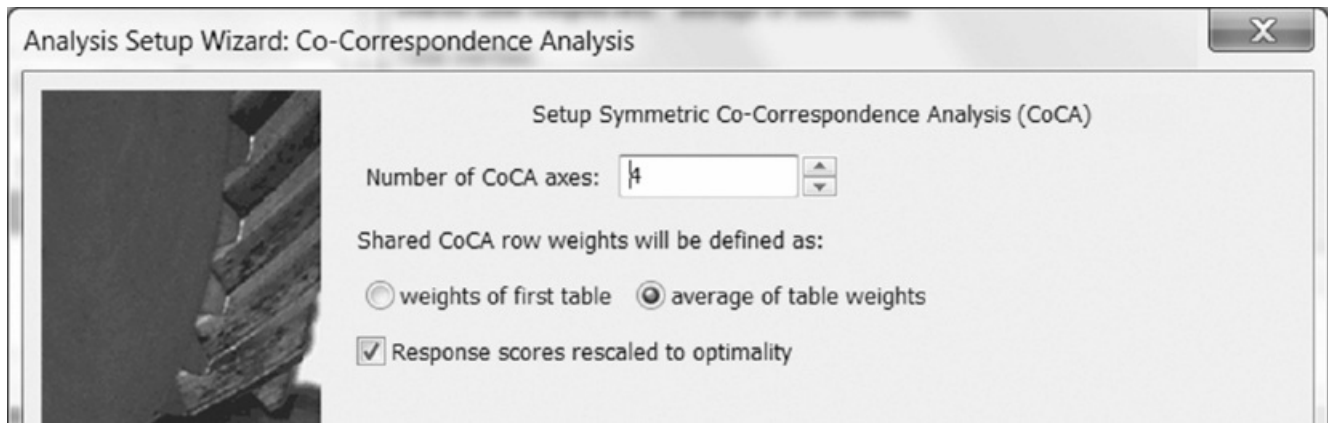 Analysis Setup Wizard: Co-Correspondence Analysis
Setup Symmetric Co-Correspondence Analysis (CoCA)
Number of CoCA axes: 4
Shared CoCA row weights will be defined as:
weights of first table average of table weights
Response scores rescaled to optimality